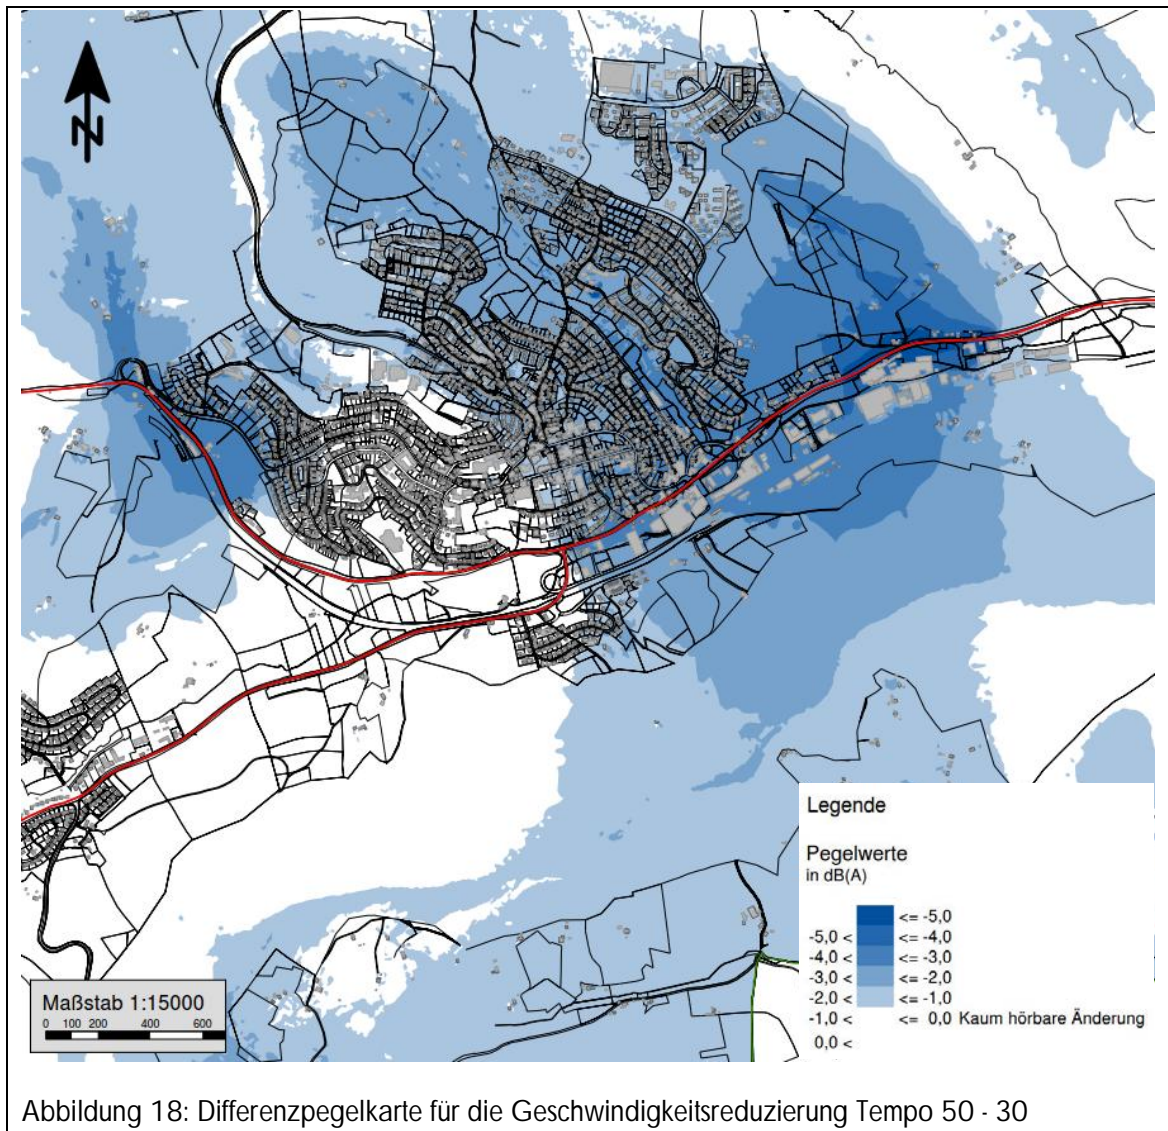 N
Legende
Pegelwerte
in dB(A)
<= -5,0
-5,0 < <= -4,0
-4,0 < <= -3,0
-3,0 < <= -2,0
-2,0 < <= -1,0
-1,0 < <= 0,0 Kaum hörbare Änderung
0,0 <
Maßstab 1:15000
0 100 200 400 600
Abbildung 18: Differenzpegelkarte für die Geschwindigkeitsreduzierung Tempo 50 - 30